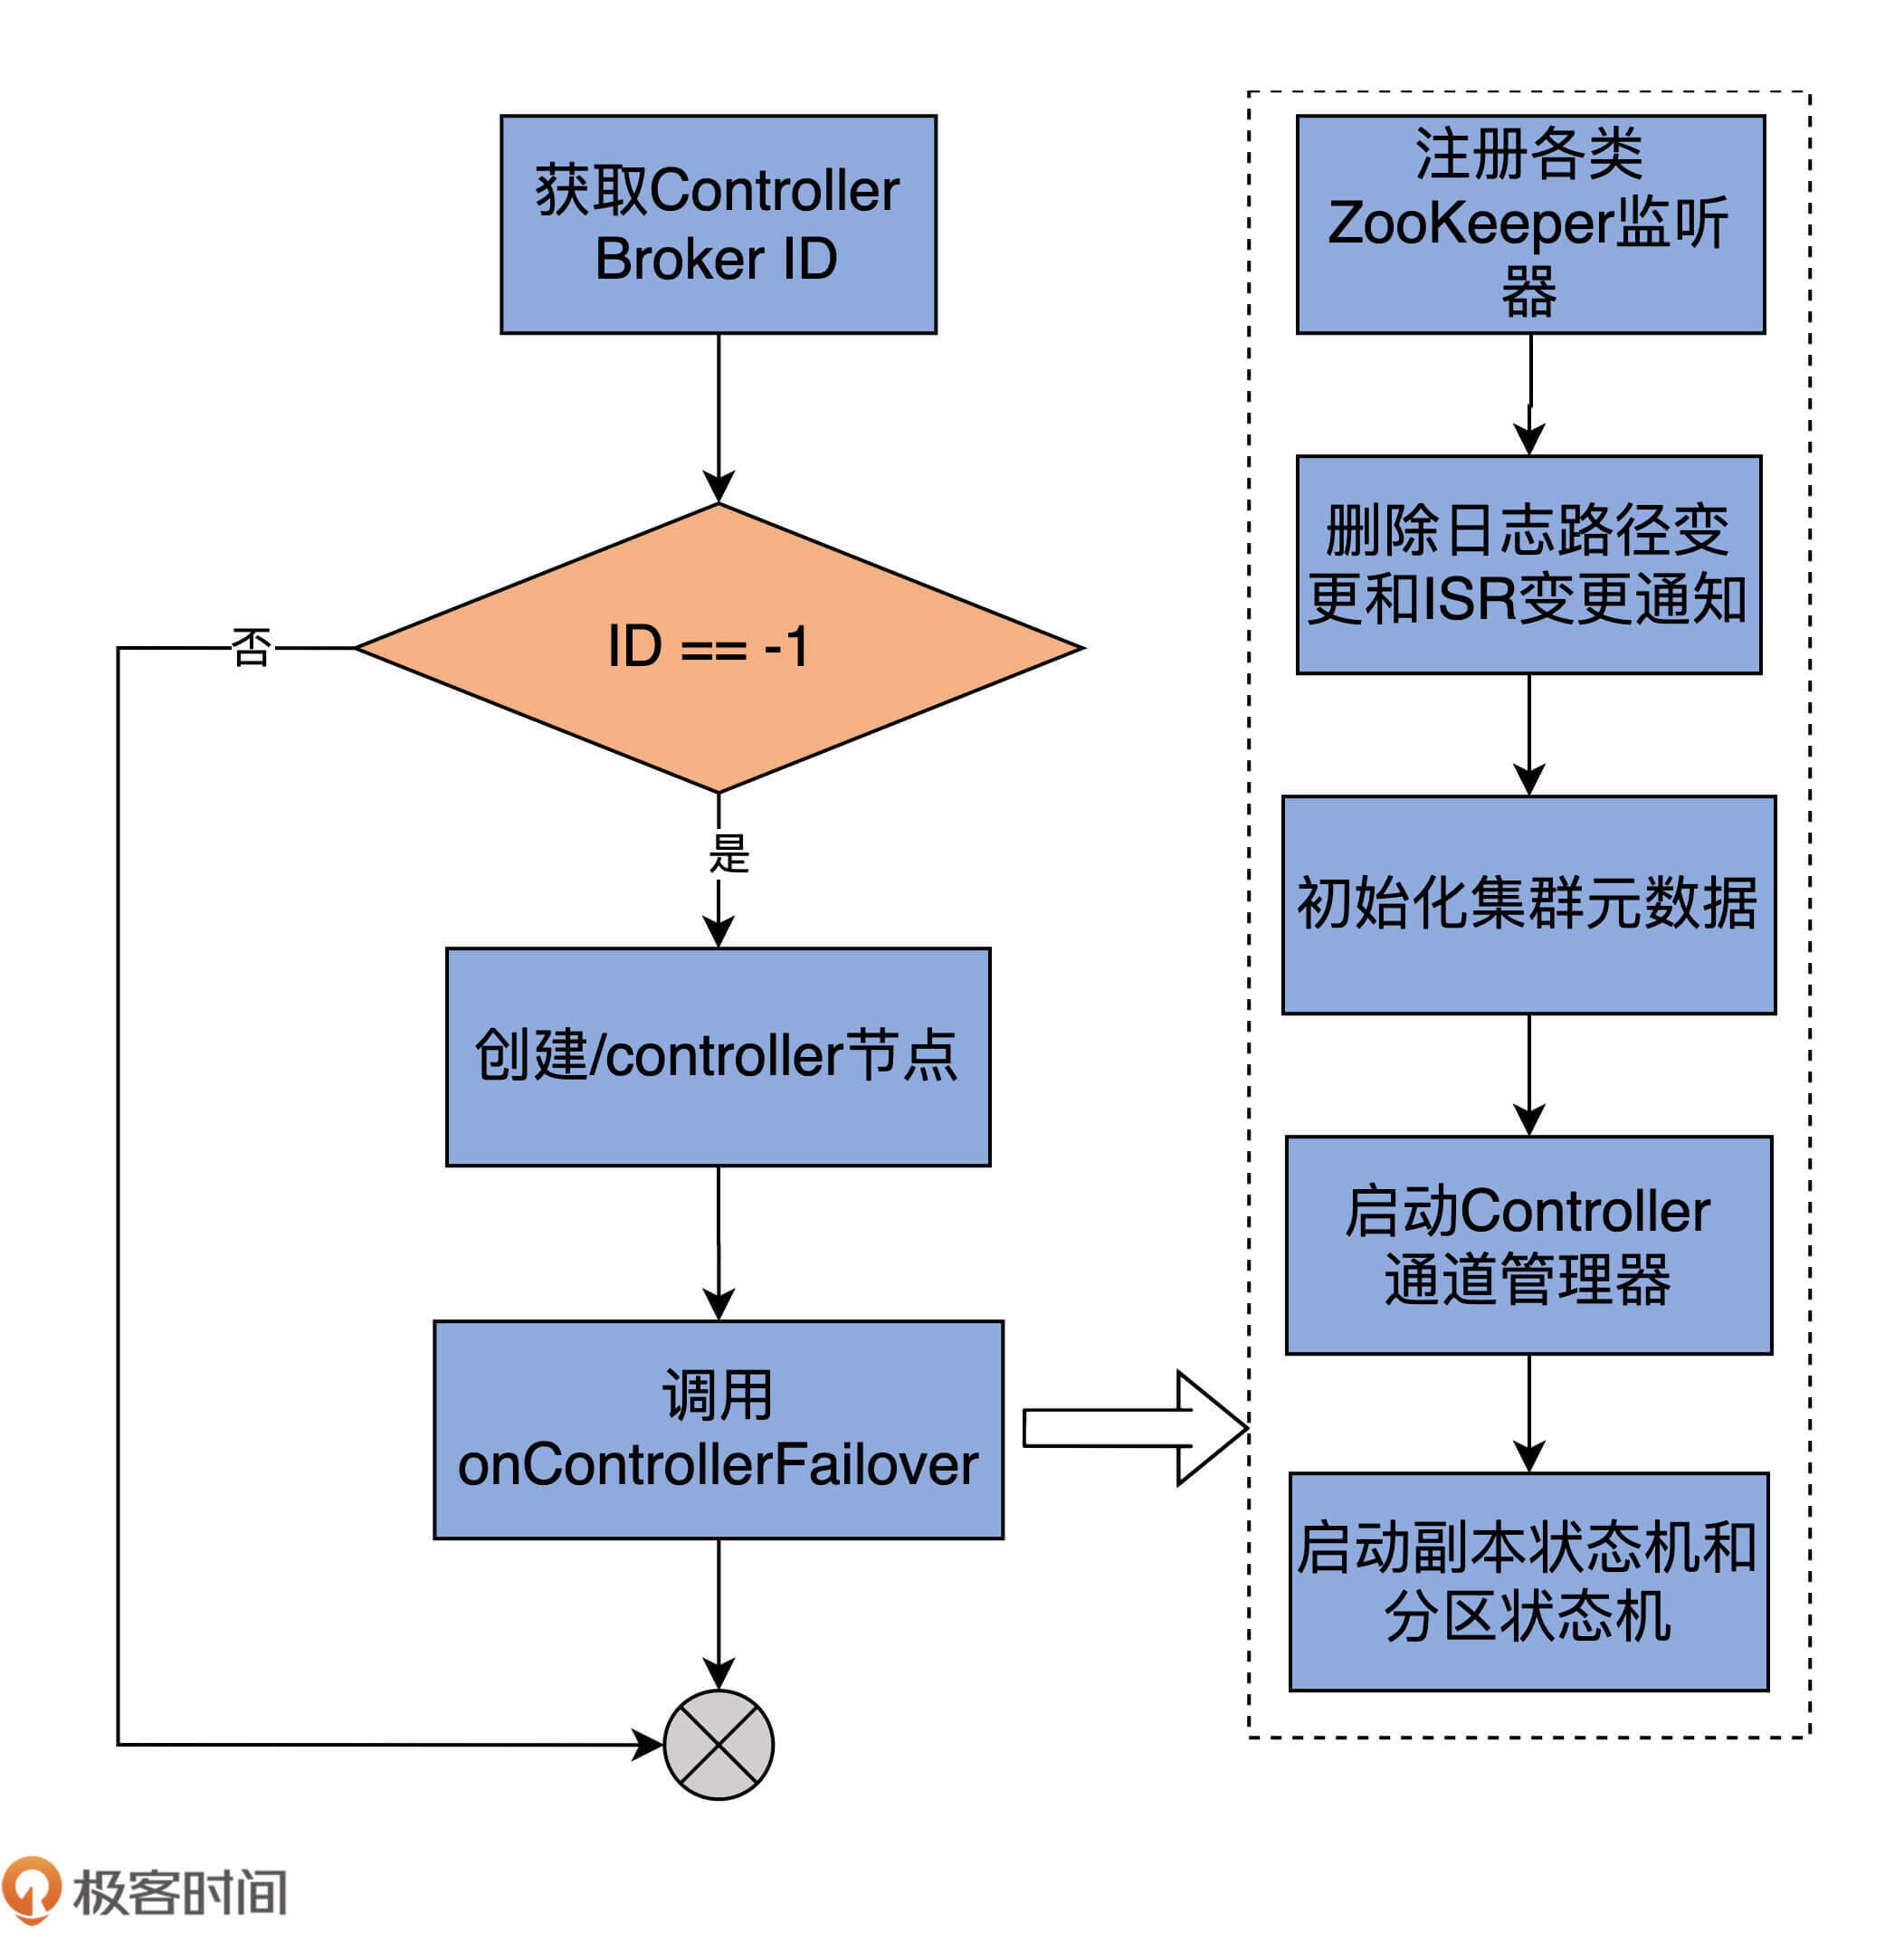 获取Controller
Broker ID
ID == -1
否
是
创建/controller节点
调用
onControllerFailover
注册各类
ZooKeeper监听
器
删除日志路径变
更和ISR变更通知
初始化集群元数据
启动Controller
通道管理器
启动副本状态机和
分区状态机
极客时间